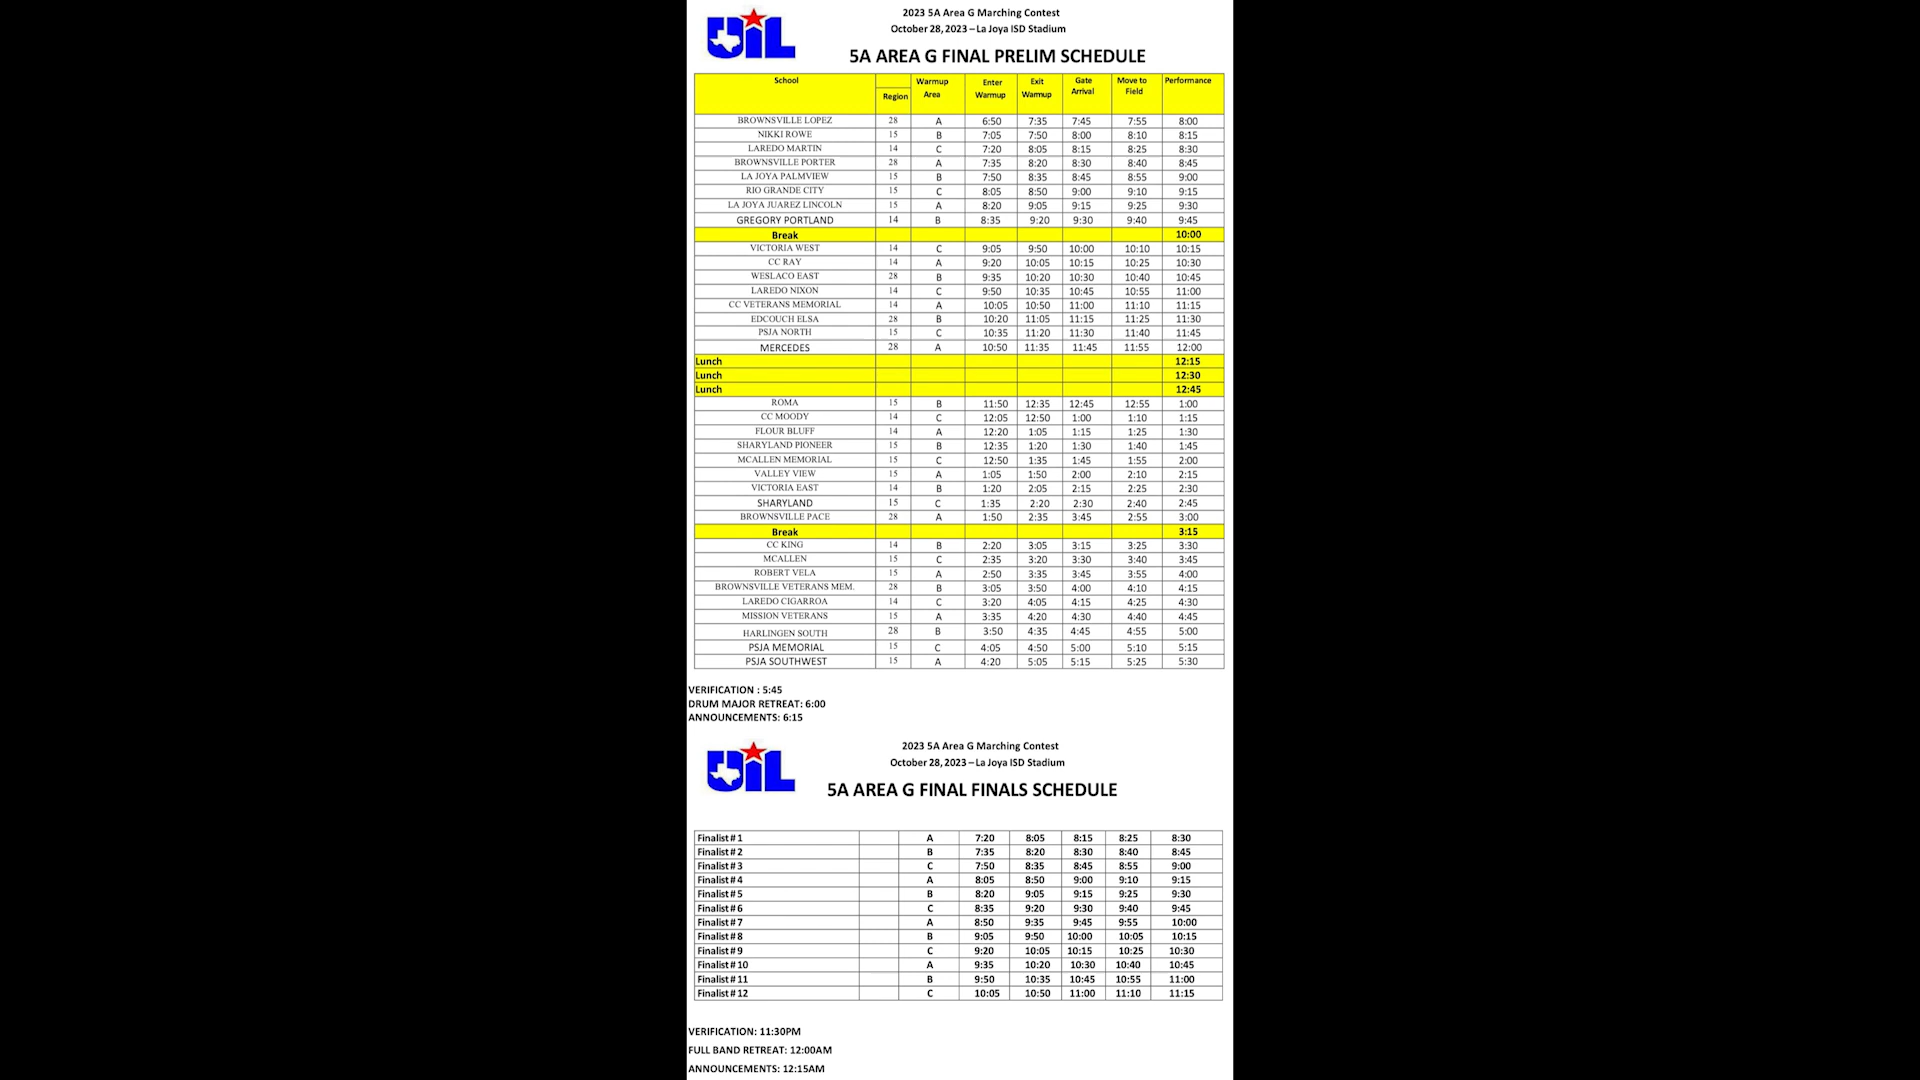 UIL
2023 5A Area G Marching Contest
October 28, 2023 – La Joya ISD Stadium
5A AREA G FINAL PRELIM SCHEDULE
School Region Warmup Area Enter Warmup Exit Warmup Gate Arrival Move to Field Performance
BROWNSVILLE LOPEZ 28 A 6:50 7:35 7:45 7:55 8:00
NIKKI ROWE 15 B 7:05 7:50 8:00 8:10 8:15
LAREDO MARTIN 14 C 7:20 8:05 8:15 8:25 8:30
BROWNSVILLE PORTER 28 A 7:35 8:20 8:30 8:40 8:45
LA JOYA PALMVIEW 15 B 7:50 8:35 8:45 8:55 9:00
RIO GRANDE CITY 15 C 8:05 8:50 9:00 9:10 9:15
LA JOYA JUAREZ LINCOLN 15 A 8:20 9:05 9:15 9:25 9:30
GREGORY PORTLAND 14 B 8:35 9:20 9:30 9:40 9:45
Break 10:00
VICTORIA WEST 14 C 9:05 9:50 10:00 10:10 10:15
CC RAY 14 A 9:20 10:05 10:15 10:25 10:30
WESLACO EAST 28 B 9:35 10:20 10:30 10:40 10:45
LAREDO NIXON 14 C 9:50 10:35 10:45 10:55 11:00
CC VETERANS MEMORIAL 14 A 10:05 10:50 11:00 11:10 11:15
EDCOUCH ELSA 28 B 10:20 11:05 11:15 11:25 11:30
PSJA NORTH 15 C 10:35 11:20 11:30 11:40 11:45
MERCEDES 28 A 10:50 11:35 11:45 11:55 12:00
Lunch 12:15
Lunch 12:30
Lunch 12:45
ROMA 15 B 11:50 12:35 12:45 12:55 1:00
CC MOODY 14 C 12:05 12:50 1:00 1:10 1:15
FLOUR BLUFF 14 A 12:20 1:05 1:15 1:25 1:30
SHARYLAND PIONEER 15 B 12:35 1:20 1:30 1:40 1:45
MCALLEN MEMORIAL 15 C 12:50 1:35 1:45 1:55 2:00
VALLEY VIEW 15 A 1:05 1:50 2:00 2:10 2:15
VICTORIA EAST 14 B 1:20 2:05 2:15 2:25 2:30
SHARYLAND 15 C 1:35 2:20 2:30 2:40 2:45
BROWNSVILLE PACE 28 A 1:50 2:35 3:45 2:55 3:00
Break 3:15
CC KING 14 B 2:20 3:05 3:15 3:25 3:30
MCALLEN 15 C 2:35 3:20 3:30 3:40 3:45
ROBERT VELA 15 A 2:50 3:35 3:45 3:55 4:00
BROWNSVILLE VETERANS MEM. 28 B 3:05 3:50 4:00 4:10 4:15
LAREDO CIGARROA 14 C 3:20 4:05 4:15 4:25 4:30
MISSION VETERANS 15 A 3:35 4:20 4:30 4:40 4:45
HARLINGEN SOUTH 28 B 3:50 4:35 4:45 4:55 5:00
PSJA MEMORIAL 15 C 4:05 4:50 5:00 5:10 5:15
PSJA SOUTHWEST 15 A 4:20 5:05 5:15 5:25 5:30
VERIFICATION : 5:45
DRUM MAJOR RETREAT: 6:00
ANNOUNCEMENTS: 6:15
UIL
2023 5A Area G Marching Contest
October 28, 2023 – La Joya ISD Stadium
5A AREA G FINAL FINALS SCHEDULE
Finalist # 1 A 7:20 8:05 8:15 8:25 8:30
Finalist # 2 B 7:35 8:20 8:30 8:40 8:45
Finalist # 3 C 7:50 8:35 8:45 8:55 9:00
Finalist # 4 A 8:05 8:50 9:00 9:10 9:15
Finalist # 5 B 8:20 9:05 9:15 9:25 9:30
Finalist # 6 C 8:35 9:20 9:30 9:40 9:45
Finalist # 7 A 8:50 9:35 9:45 9:55 10:00
Finalist # 8 B 9:05 9:50 10:00 10:05 10:15
Finalist # 9 C 9:20 10:05 10:15 10:25 10:30
Finalist # 10 A 9:35 10:20 10:30 10:40 10:45
Finalist # 11 B 9:50 10:35 10:45 10:55 11:00
Finalist # 12 C 10:05 10:50 11:00 11:10 11:15
VERIFICATION: 11:30PM
FULL BAND RETREAT: 12:00AM
ANNOUNCEMENTS: 12:15AM